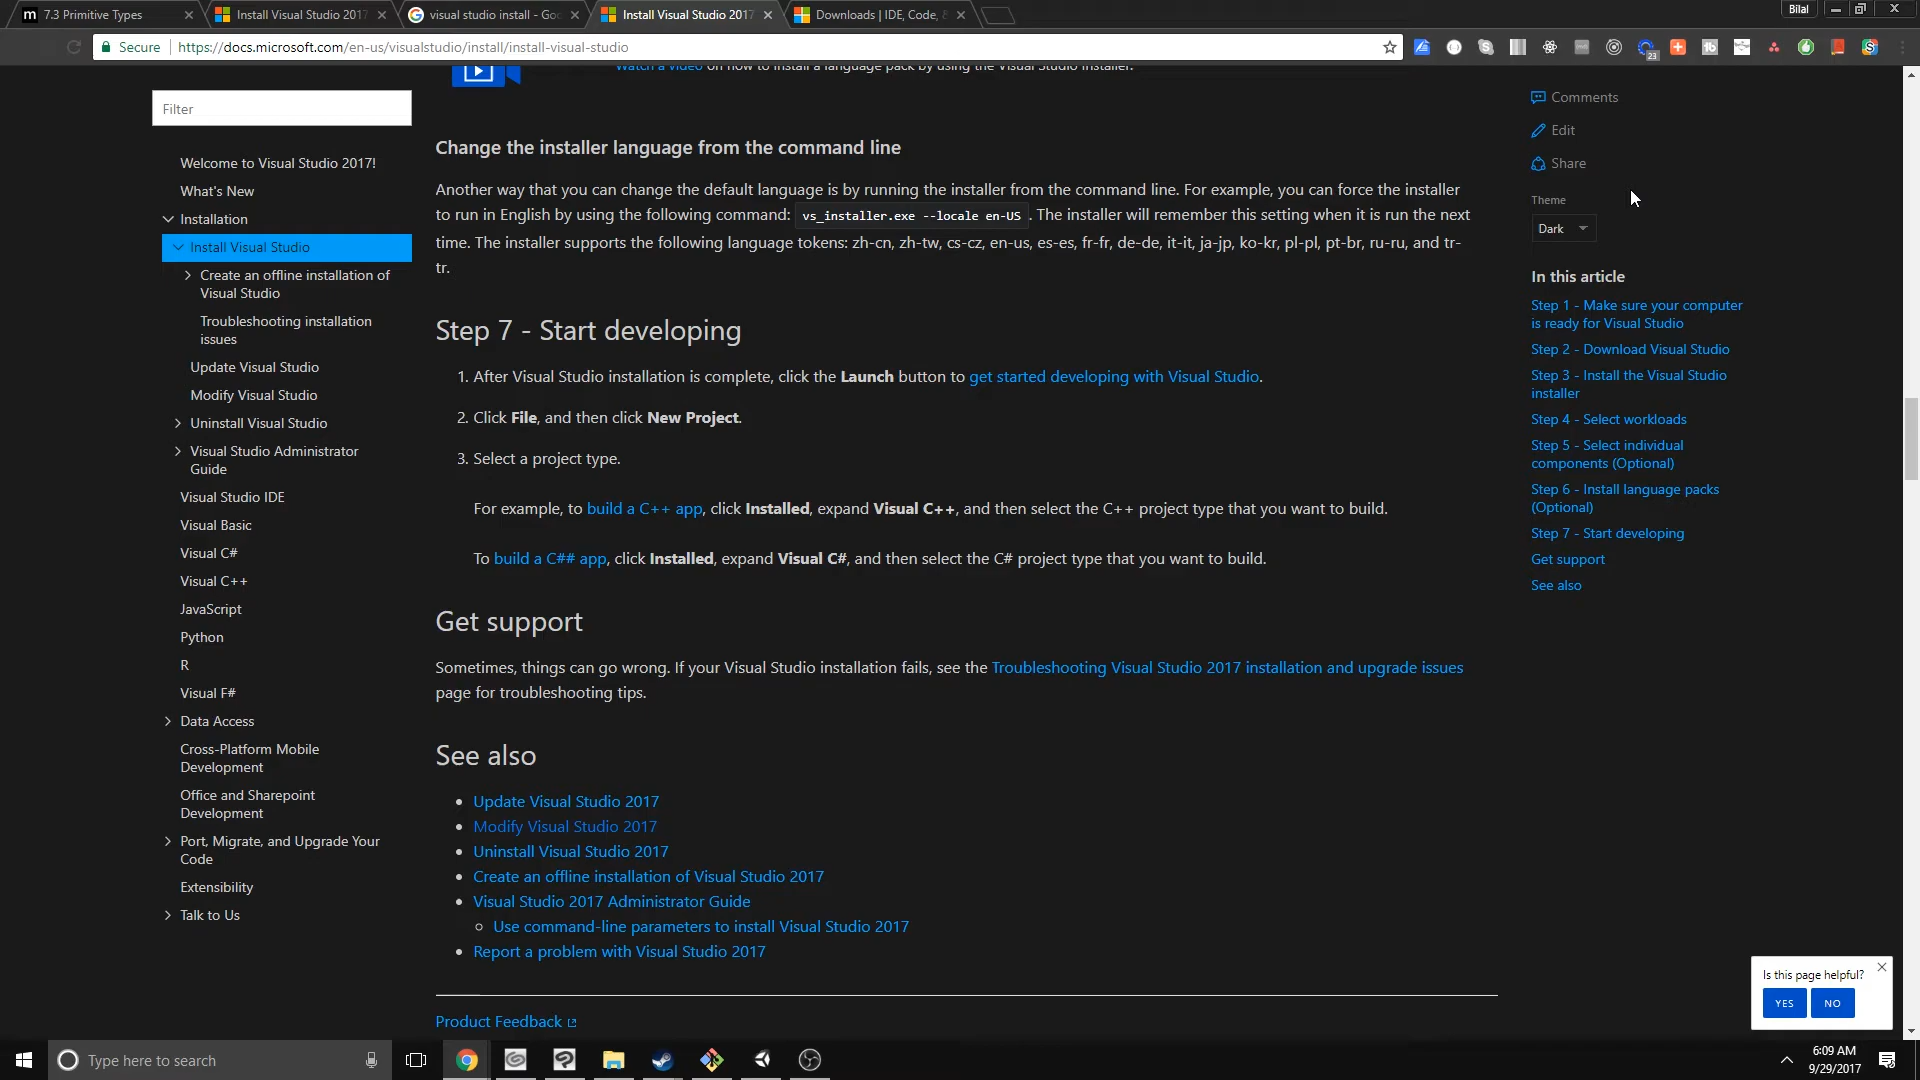 7.3 Primitive Types
Install Visual Studio 2017
visual studio install - Goo
Install Visual Studio 2017
Downloads | IDE, Code, &
Bilal
Secure
https://docs.microsoft.com/en-us/visualstudio/install/install-visual-studio
23
Watch a video on how to install a language pack by using the Visual Studio Installer.
Filter
Welcome to Visual Studio 2017!
What's New
Installation
Install Visual Studio
Create an offline installation of
Visual Studio
Troubleshooting installation
issues
Update Visual Studio
Modify Visual Studio
Uninstall Visual Studio
Visual Studio Administrator
Guide
Visual Studio IDE
Visual Basic
Visual C#
Visual C++
JavaScript
Python
R
Visual F#
Data Access
Cross-Platform Mobile
Development
Office and Sharepoint
Development
Port, Migrate, and Upgrade Your
Code
Extensibility
Talk to Us
Change the installer language from the command line
Another way that you can change the default language is by running the installer from the command line. For example, you can force the installer
to run in English by using the following command: vs_installer.exe --locale en-US . The installer will remember this setting when it is run the next
time. The installer supports the following language tokens: zh-cn, zh-tw, cs-cz, en-us, es-es, fr-fr, de-de, it-it, ja-jp, ko-kr, pl-pl, pt-br, ru-ru, and tr-
tr.
Step 7 - Start developing
1. After Visual Studio installation is complete, click the Launch button to get started developing with Visual Studio.
2. Click File, and then click New Project.
3. Select a project type.
For example, to build a C++ app, click Installed, expand Visual C++, and then select the C++ project type that you want to build.
To build a C## app, click Installed, expand Visual C#, and then select the C# project type that you want to build.
Get support
Sometimes, things can go wrong. If your Visual Studio installation fails, see the Troubleshooting Visual Studio 2017 installation and upgrade issues
page for troubleshooting tips.
See also
Update Visual Studio 2017
Modify Visual Studio 2017
Uninstall Visual Studio 2017
Create an offline installation of Visual Studio 2017
Visual Studio 2017 Administrator Guide
Use command-line parameters to install Visual Studio 2017
Report a problem with Visual Studio 2017
Product Feedback
Comments
Edit
Share
Theme
Dark
In this article
Step 1 - Make sure your computer
is ready for Visual Studio
Step 2 - Download Visual Studio
Step 3 - Install the Visual Studio
installer
Step 4 - Select workloads
Step 5 - Select individual
components (Optional)
Step 6 - Install language packs
(Optional)
Step 7 - Start developing
Get support
See also
Is this page helpful?
YES
NO
Type here to search
6:09 AM
9/29/2017